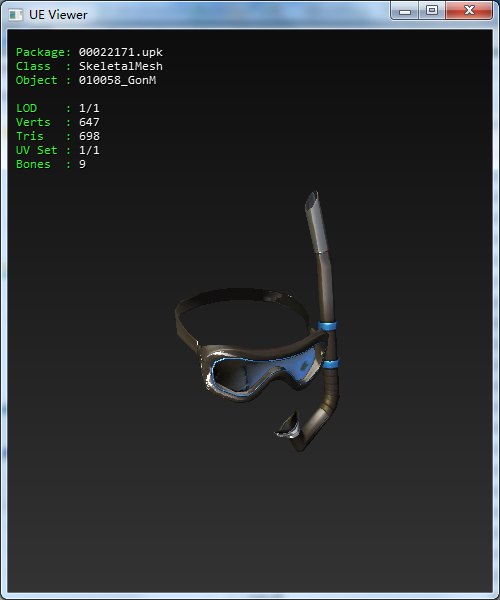 UE Viewer
Package: 00022171.upk
Class : SkeletalMesh
Object : 010058_GonM
LOD : 1/1
Verts : 647
Tris : 698
UV Set : 1/1
Bones : 9